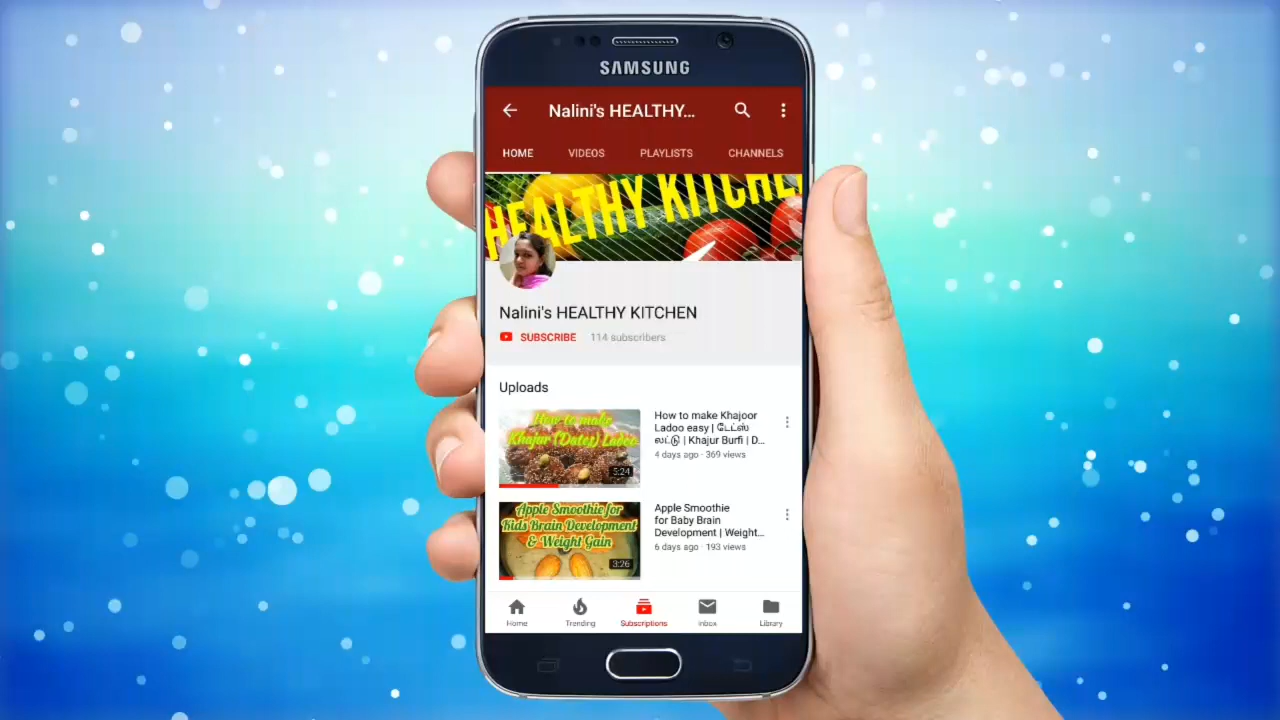 SAMSUNG
Nalini's HEALTHY...
HOME VIDEOS PLAYLISTS CHANNELS
HEALTHY KITCHEN
Nalini's HEALTHY KITCHEN
SUBSCRIBE 114 subscribers
Uploads
How to make
Khajur (Dates) Ladoo
5:24
How to make Khajoor
Ladoo easy | டேட்ஸ்
லட்டு | Khajur Burfi | D...
4 days ago · 369 views
Apple Smoothie for
Kids Brain Development
& Weight Gain
3:26
Apple Smoothie
for Baby Brain
Development | Weight...
6 days ago · 193 views
Home Trending Subscriptions Inbox Library